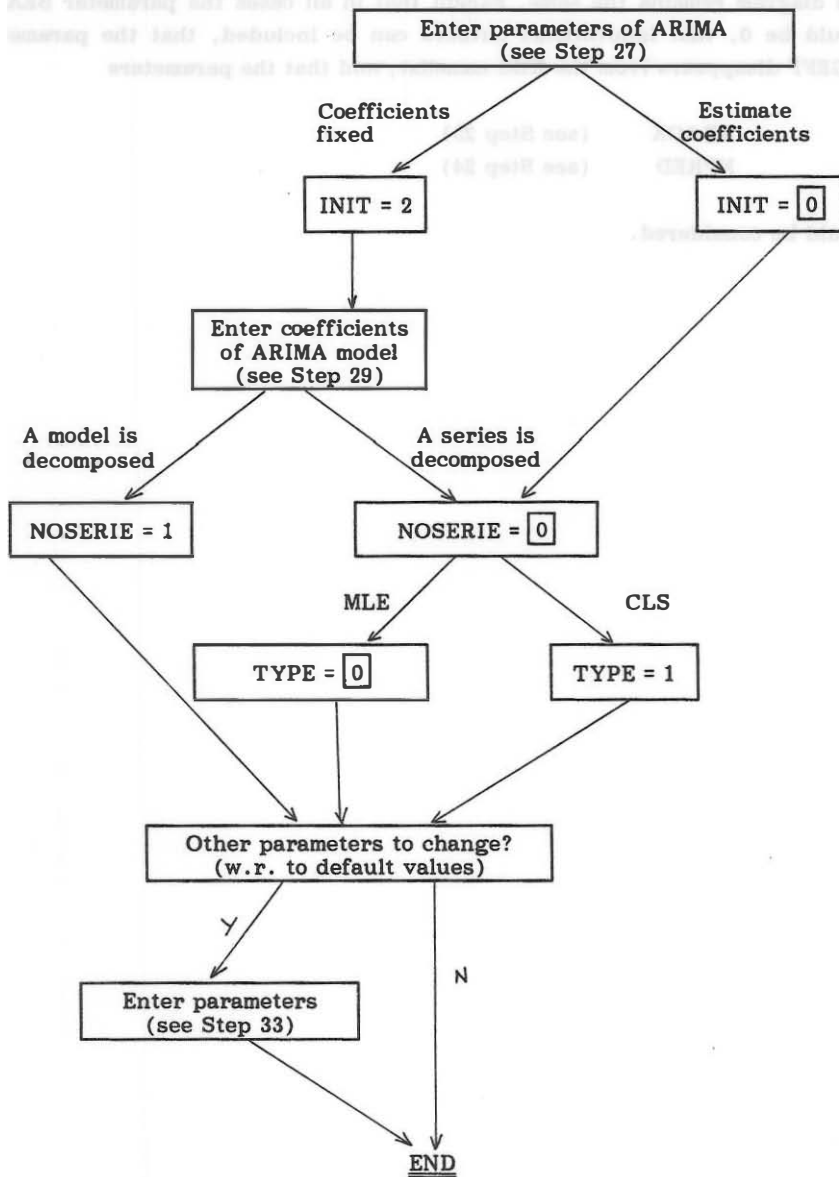 Enter parameters of ARIMA
(see Step 27)
Coefficients
fixed
Estimate
coefficients
INIT = 2
INIT = 0
Enter coefficients
of ARIMA model
(see Step 29)
A model is
decomposed
A series is
decomposed
NOSERIE = 1
NOSERIE = 0
MLE
CLS
TYPE = 0
TYPE = 1
Other parameters to change?
(w.r. to default values)
Y
N
Enter parameters
(see Step 33)
END